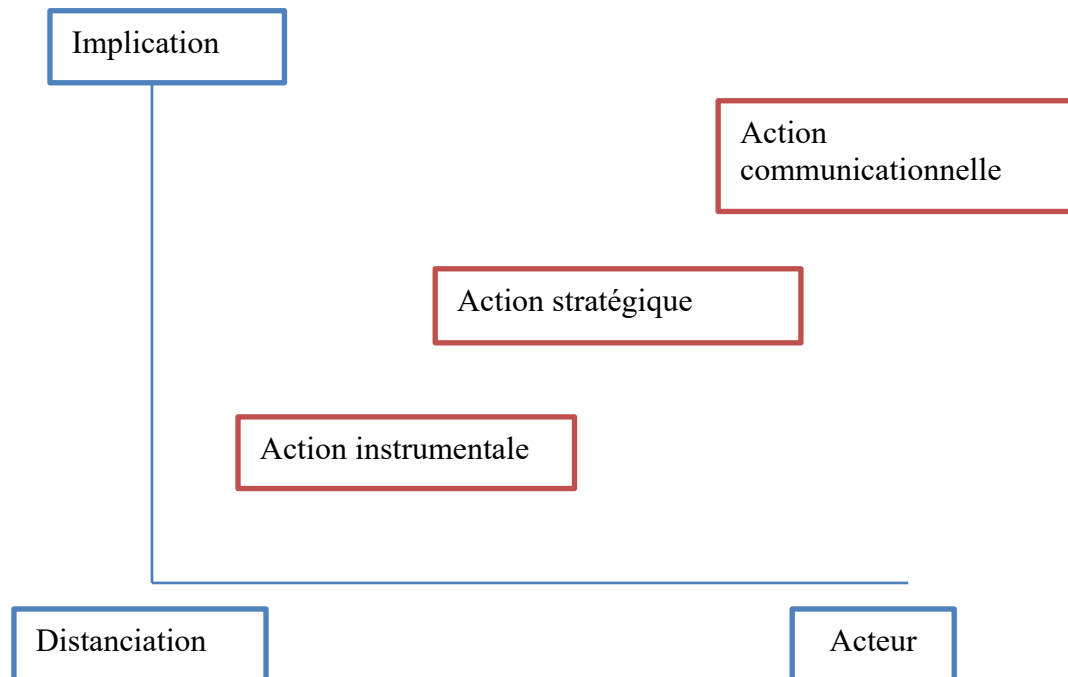 Implication
Action
communicationnelle
Action stratégique
Action instrumentale
Distanciation
Acteur